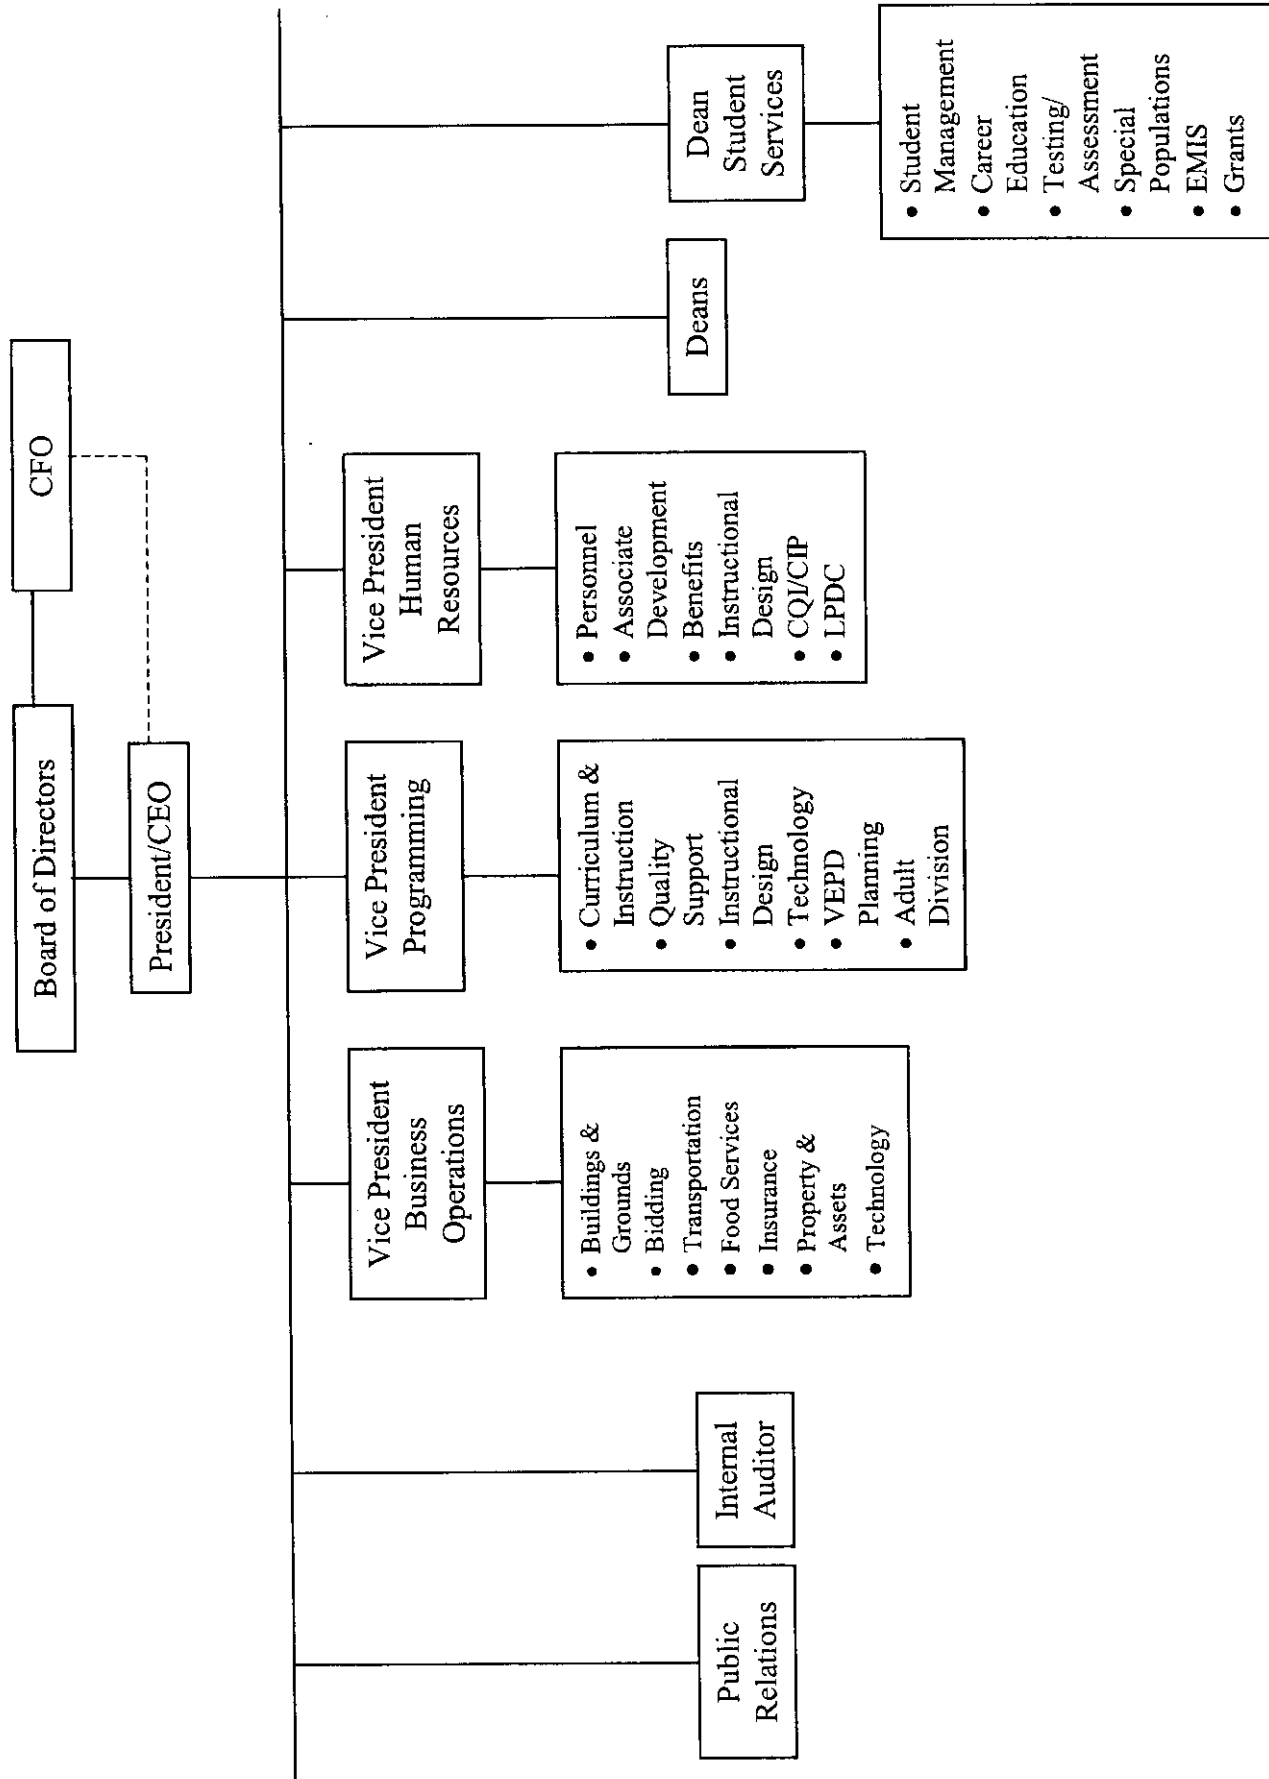 Board of Directors
CFO
President/CEO
Public
Relations
Internal
Auditor
Vice President
Business
Operations
• Buildings &
Grounds
• Bidding
• Transportation
• Food Services
• Insurance
• Property &
Assets
• Technology
Vice President
Programming
• Curriculum &
Instruction
• Quality
Support
• Instructional
Design
• Technology
• VEPD
Planning
• Adult
Division
Vice President
Human
Resources
• Personnel
• Associate
Development
• Benefits
• Instructional
Design
• CQI/CIP
• LPDC
Deans
Dean
Student
Services
• Student
Management
• Career
Education
• Testing/
Assessment
• Special
Populations
• EMIS
• Grants